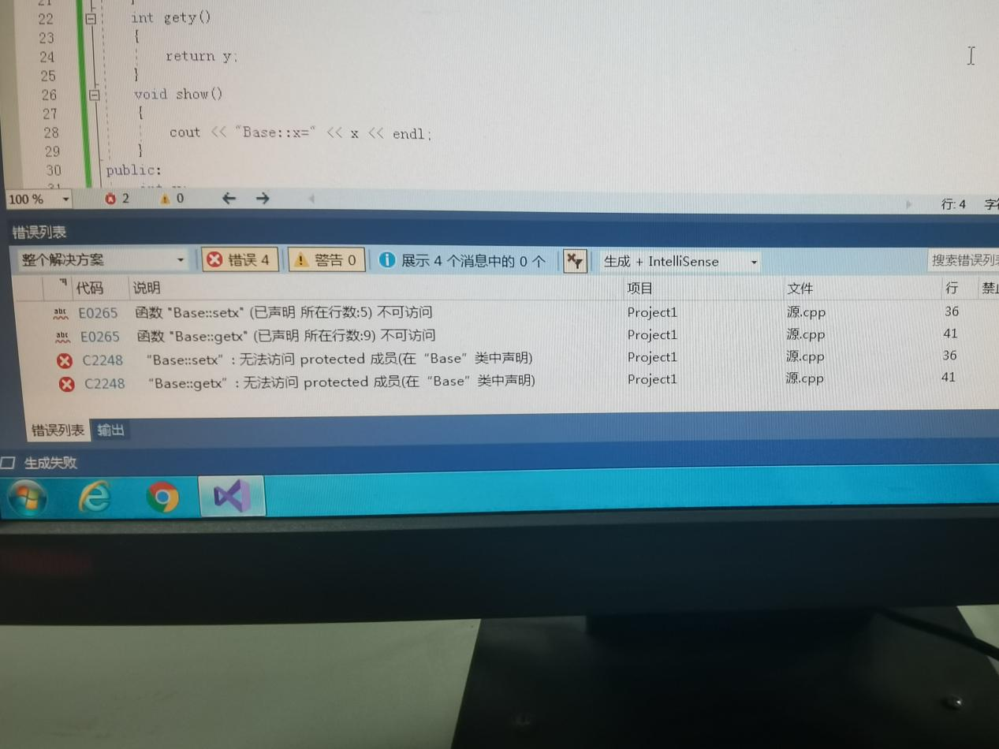 22 int gety()
23 {
24 return y;
25 }
26 void show()
27 {
28 cout << "Base::x=" << x << endl;
29 }
30 public:
100 % 2 0 行: 4
错误列表
整个解决方案 错误 4 警告 0 展示 4 个消息中的 0 个 生成 + IntelliSense 搜索错误列
代码 说明 项目 文件 行
abc E0265 函数 "Base::setx" (已声明 所在行数:5) 不可访问 Project1 源.cpp 36
abc E0265 函数 "Base::getx" (已声明 所在行数:9) 不可访问 Project1 源.cpp 41
C2248 “Base::setx”: 无法访问 protected 成员(在“Base”类中声明) Project1 源.cpp 36
C2248 “Base::getx”: 无法访问 protected 成员(在“Base”类中声明) Project1 源.cpp 41
错误列表 输出
生成失败